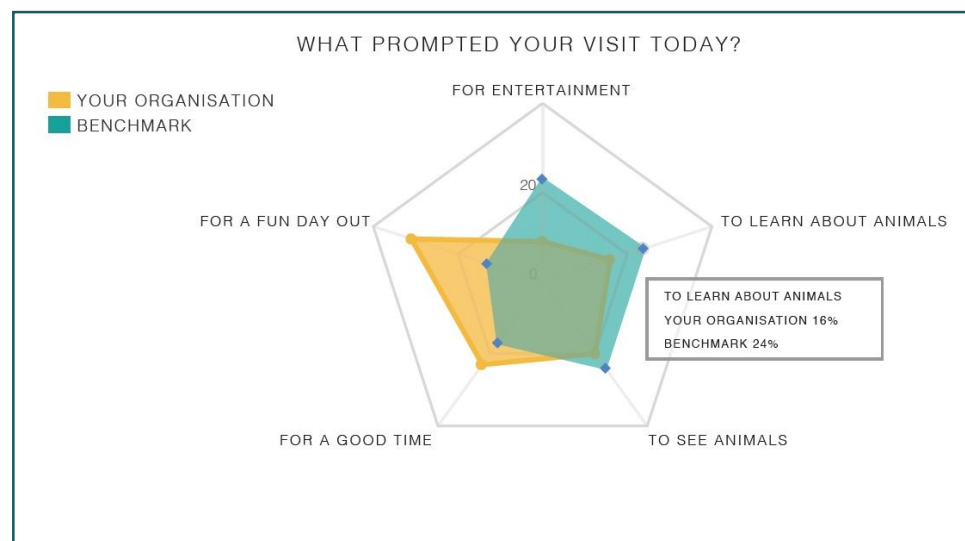 WHAT PROMPTED YOUR VISIT TODAY?
YOUR ORGANISATION
BENCHMARK
FOR ENTERTAINMENT
20
FOR A FUN DAY OUT
TO LEARN ABOUT ANIMALS
0
TO LEARN ABOUT ANIMALS
YOUR ORGANISATION 16%
BENCHMARK 24%
FOR A GOOD TIME
TO SEE ANIMALS